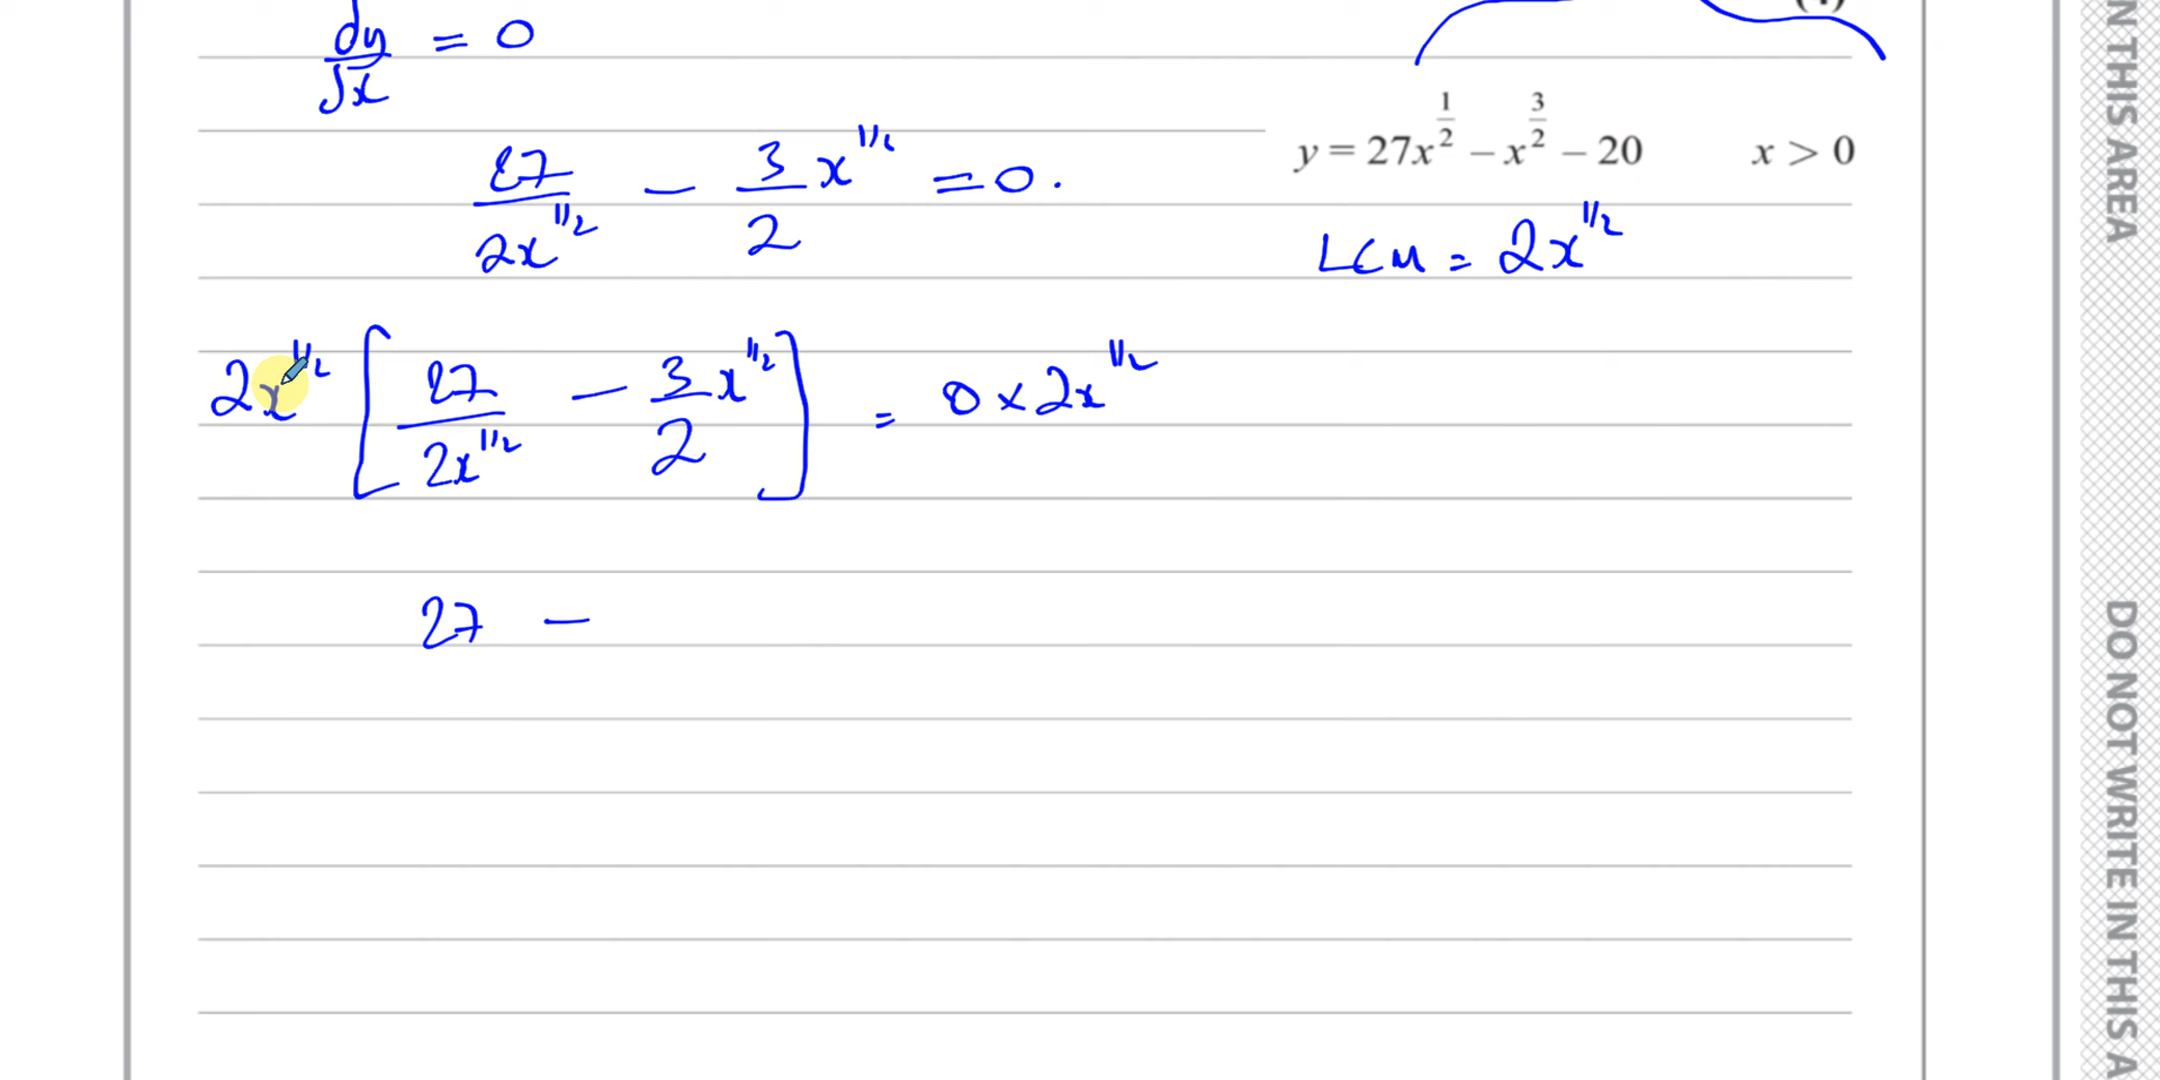 dy/dx = 0
y = 27x^{1/2} – x^{3/2} – 20 x > 0
27/2x^{1/2} – 3/2 x^{1/2} = 0.
LCM = 2x^{1/2}
2x^{1/2} [ 27/2x^{1/2} – 3/2 x^{1/2} ] = 0 × 2x^{1/2}
27 –
N THIS AREA
DO NOT WRITE IN THIS A